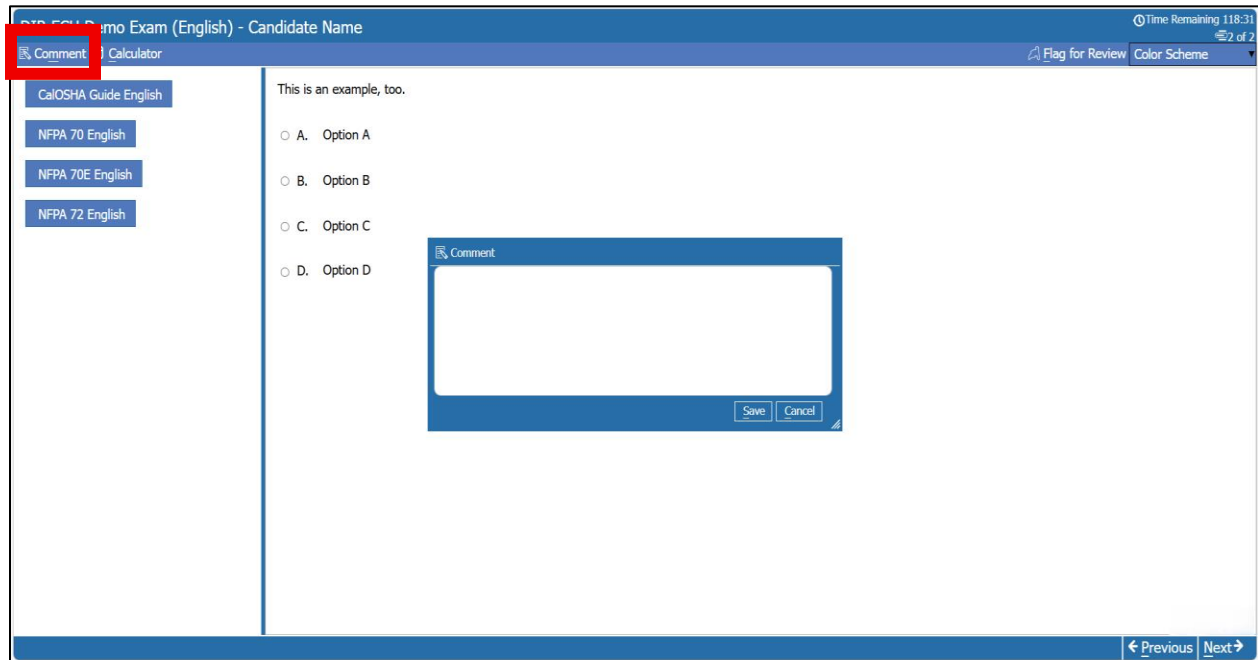 Demo Exam (English) - Candidate Name
Time Remaining 118:31
2 of 2
Comment Calculator
Flag for Review Color Scheme
CalOSHA Guide English
NFPA 70 English
NFPA 70E English
NFPA 72 English
This is an example, too.
A. Option A
B. Option B
C. Option C
D. Option D
Comment
Save Cancel
Previous Next